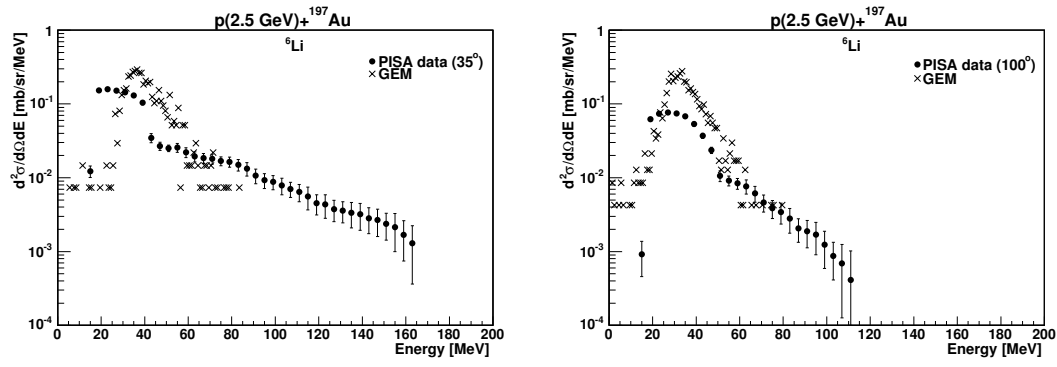 p(2.5 GeV)+¹⁹⁷Au
⁶Li
PISA data (35°)
GEM
d²σ/dΩdE [mb/sr/MeV]
1
10⁻¹
10⁻²
10⁻³
10⁻⁴
0 20 40 60 80 100 120 140 160 180 200
Energy [MeV]
p(2.5 GeV)+¹⁹⁷Au
⁶Li
PISA data (100°)
GEM
d²σ/dΩdE [mb/sr/MeV]
1
10⁻¹
10⁻²
10⁻³
10⁻⁴
0 20 40 60 80 100 120 140 160 180 200
Energy [MeV]